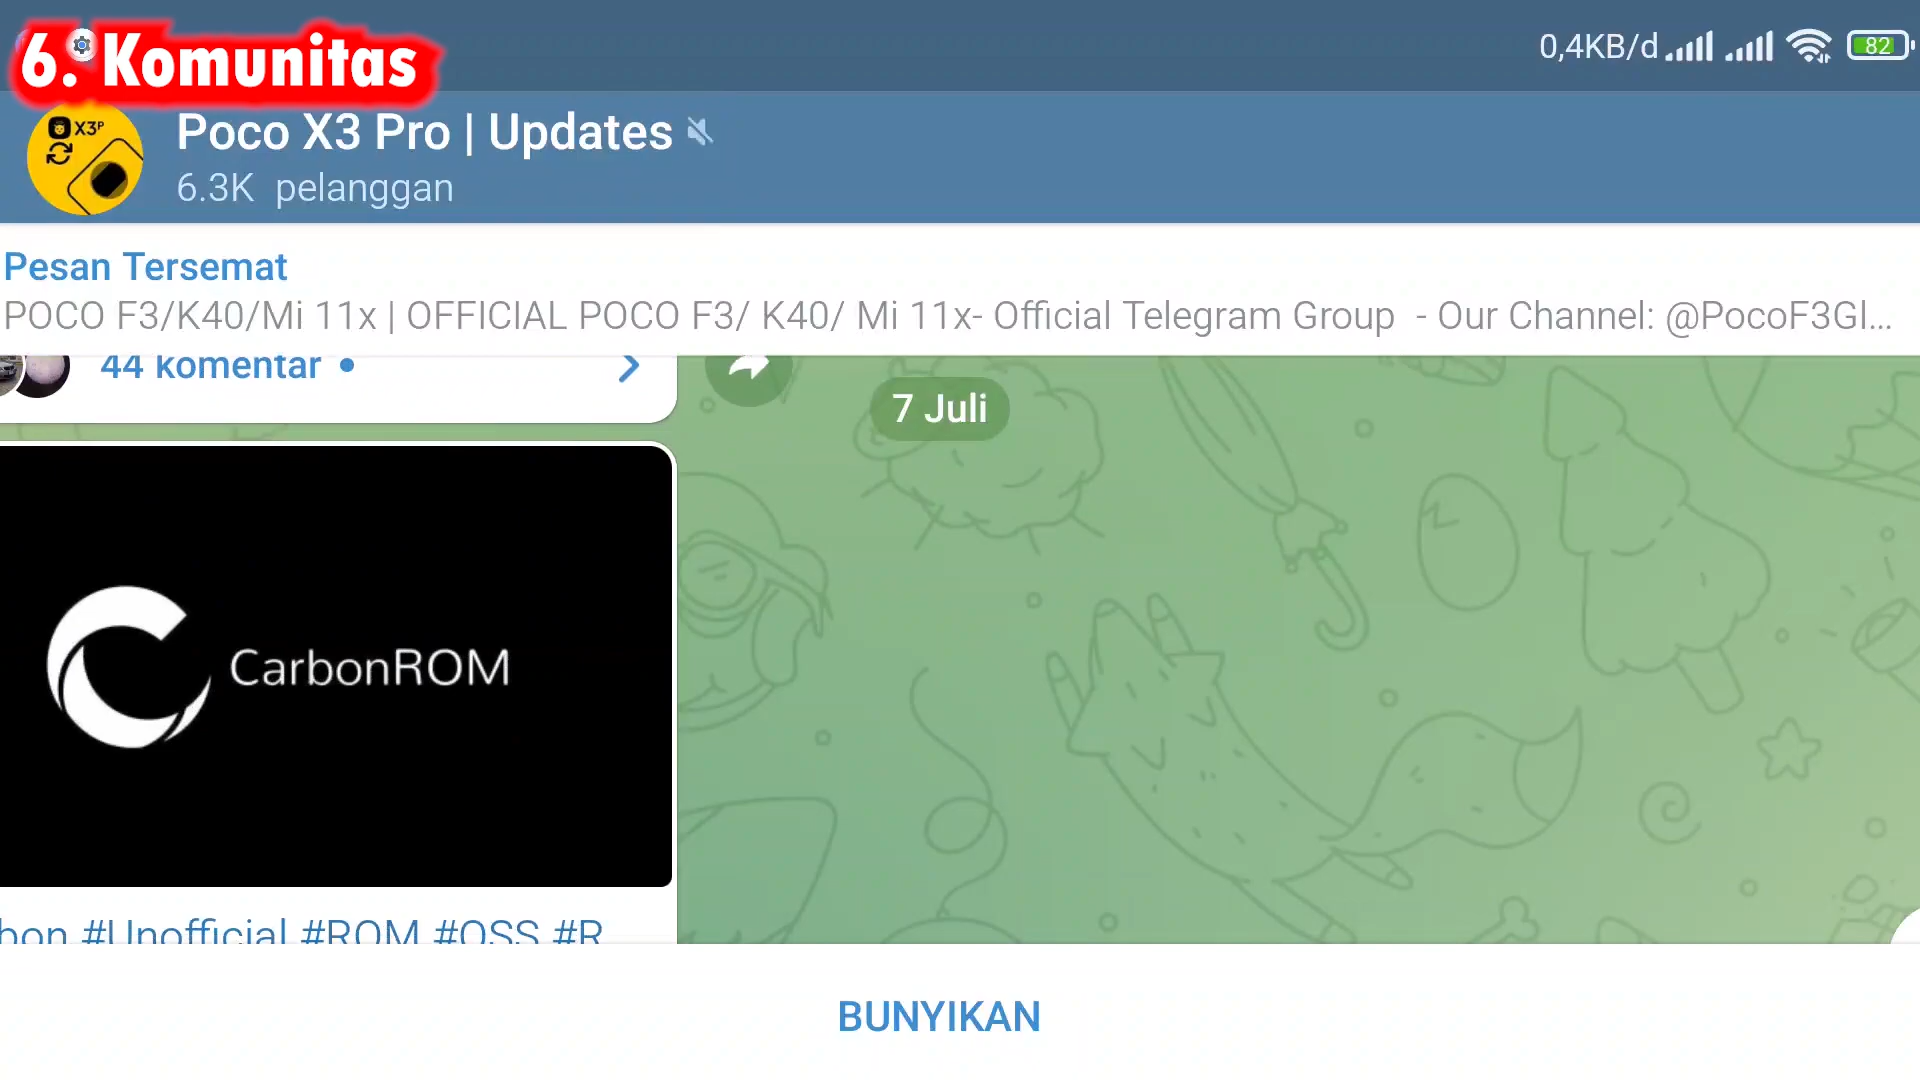 6. Komunitas
0,4KB/d
82
X3P
Poco X3 Pro | Updates
6.3K pelanggan
Pesan Tersemat
POCO F3/K40/Mi 11x | OFFICIAL POCO F3/ K40/ Mi 11x- Official Telegram Group - Our Channel: @PocoF3Gl...
44 komentar
7 Juli
CarbonROM
bon #Unofficial #ROM #OSS #R
BUNYIKAN